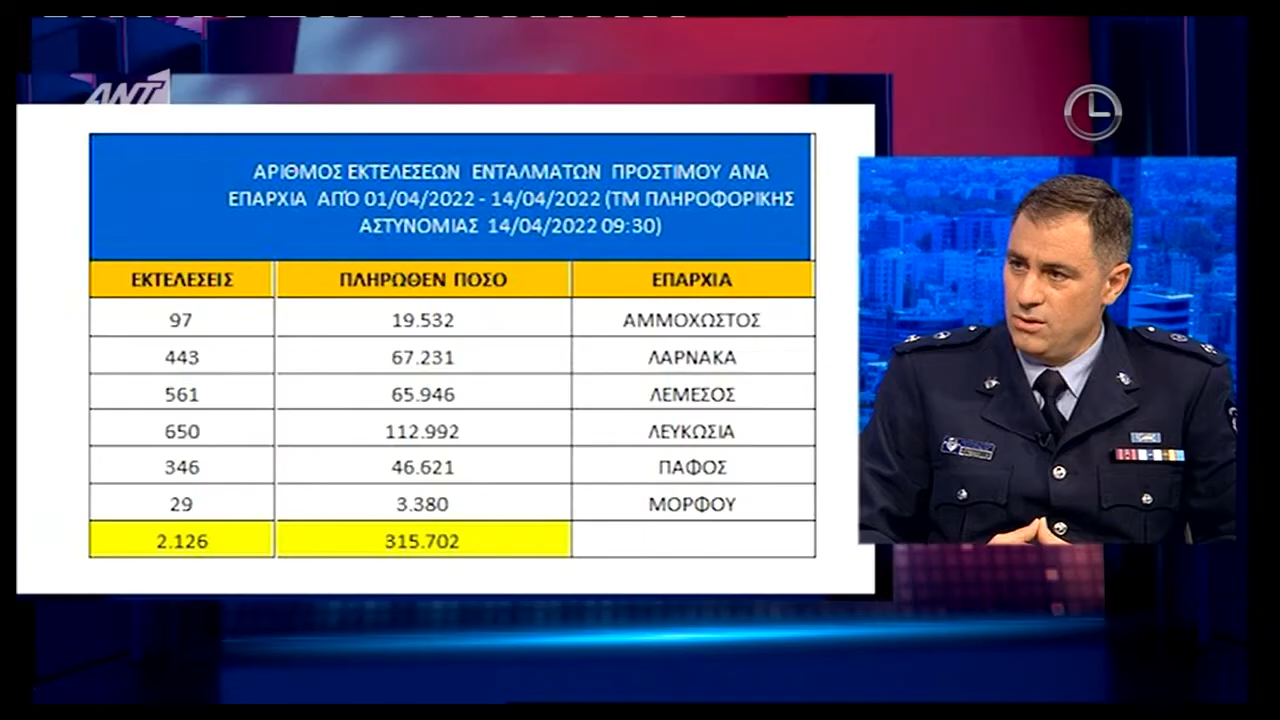 ΑΝΤ1
ΑΡΙΘΜΟΣ ΕΚΤΕΛΕΣΕΩΝ ΕΝΤΑΛΜΑΤΩΝ ΠΡΟΣΤΙΜΟΥ ΑΝΑ
ΕΠΑΡΧΙΑ ΑΠΌ 01/04/2022 - 14/04/2022 (ΤΜ ΠΛΗΡΟΦΟΡΙΚΗΣ
ΑΣΤΥΝΟΜΙΑΣ 14/04/2022 09:30)
ΕΚΤΕΛΕΣΕΙΣ ΠΛΗΡΩΘΕΝ ΠΟΣΟ ΕΠΑΡΧΙΑ
97 19.532 ΑΜΜΟΧΩΣΤΟΣ
443 67.231 ΛΑΡΝΑΚΑ
561 65.946 ΛΕΜΕΣΟΣ
650 112.992 ΛΕΥΚΩΣΙΑ
346 46.621 ΠΑΦΟΣ
29 3.380 ΜΟΡΦΟΥ
2.126 315.702